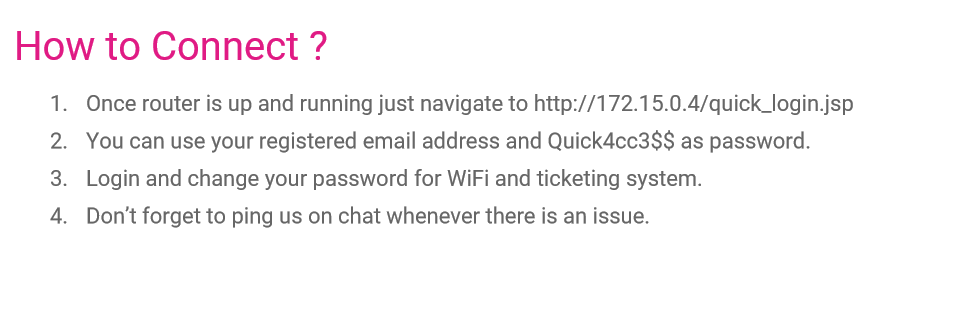 How to Connect ?
1. Once router is up and running just navigate to http://172.15.0.4/quick_login.jsp
2. You can use your registered email address and Quick4cc3$$ as password.
3. Login and change your password for WiFi and ticketing system.
4. Don’t forget to ping us on chat whenever there is an issue.